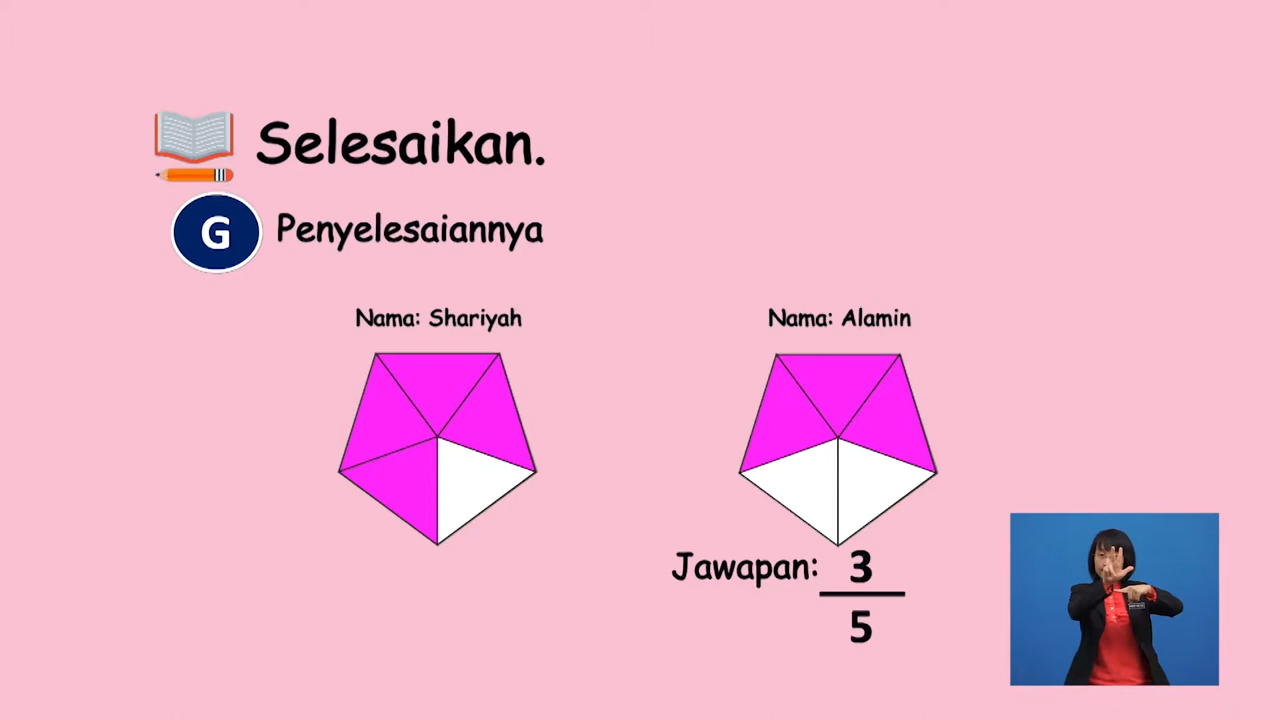 Selesaikan.
G Penyelesaiannya
Nama: Shariyah
Nama: Alamin
Jawapan: 3
5